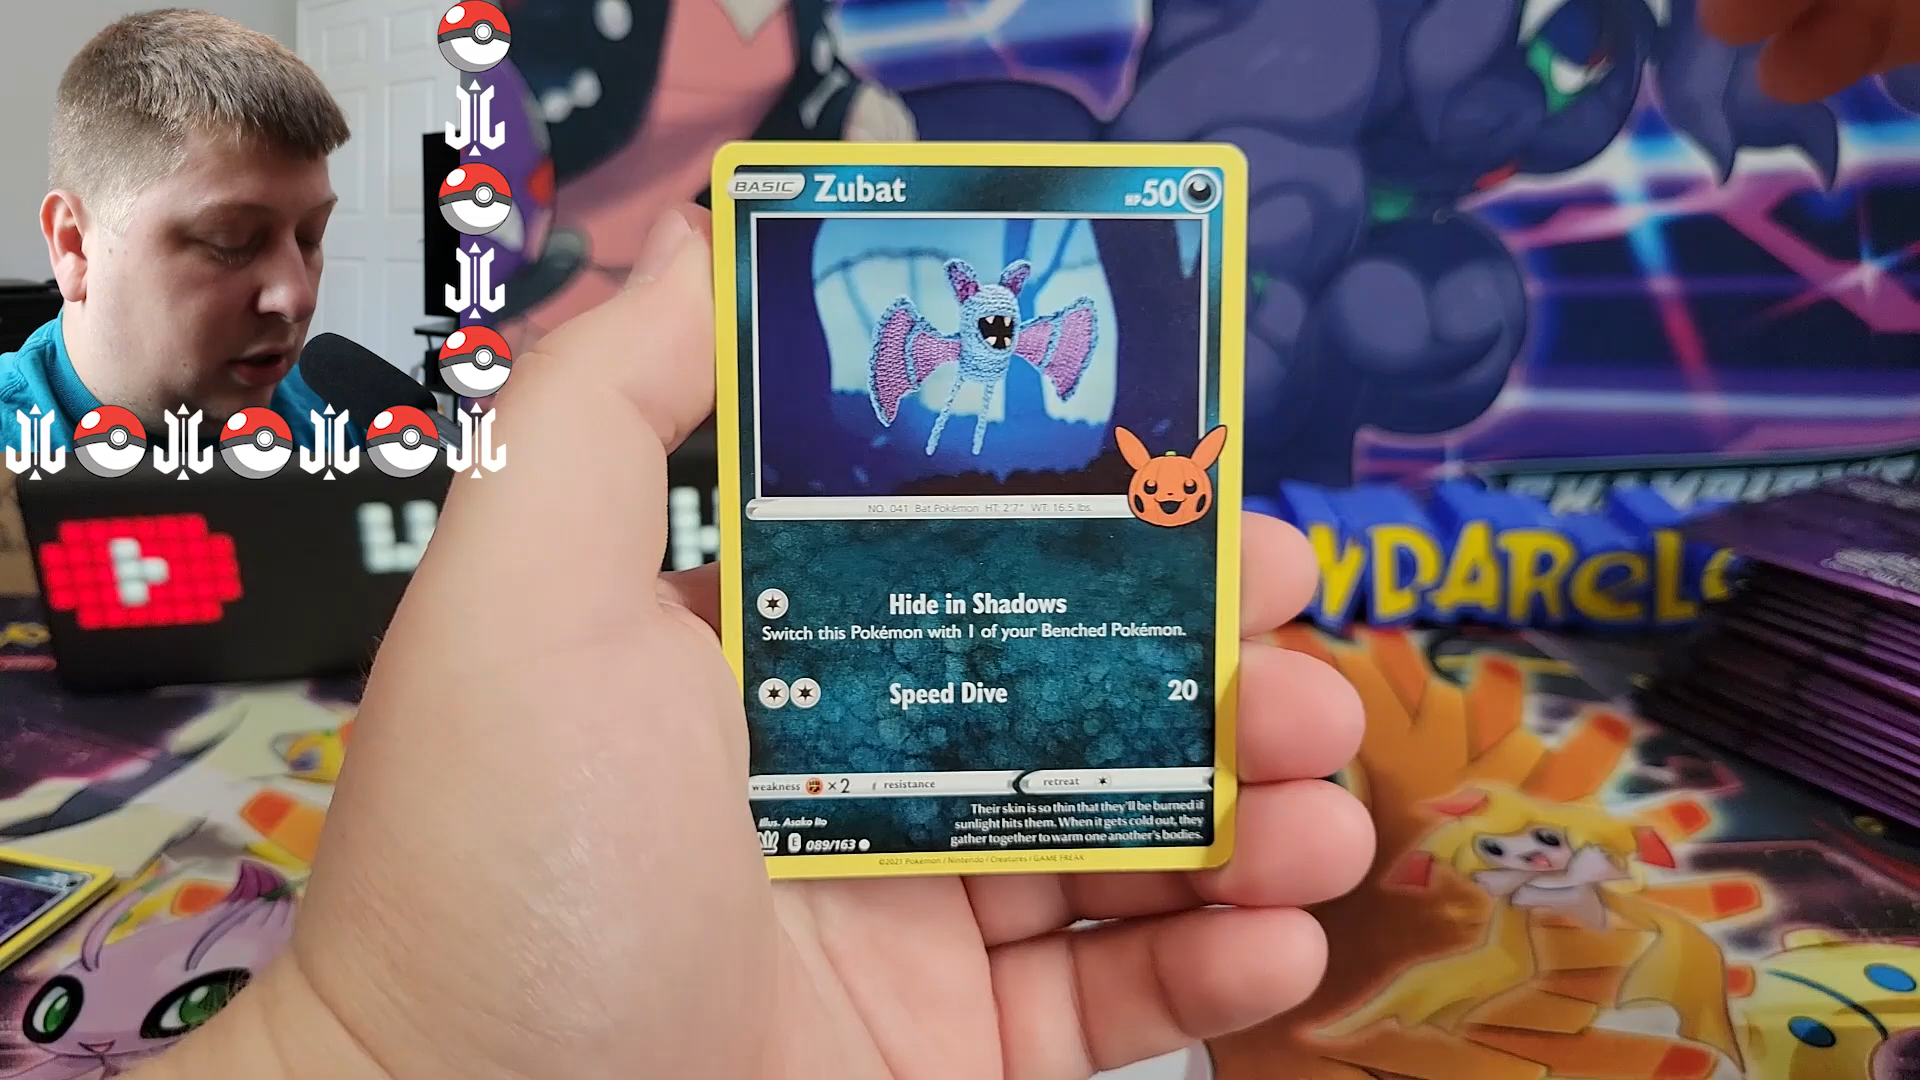 BASIC Zubat HP 50
NO. 041 Bat Pokémon HT: 2'7" WT: 16.5 lbs.
Hide in Shadows
Switch this Pokémon with 1 of your Benched Pokémon.
Speed Dive 20
weakness ×2 resistance retreat
Their skin is so thin that they'll be burned if
sunlight hits them. When it gets cold out, they
gather together to warm one another's bodies.
Illus. Asako Ito
E 089/163
©2021 Pokémon / Nintendo / Creatures / GAME FREAK